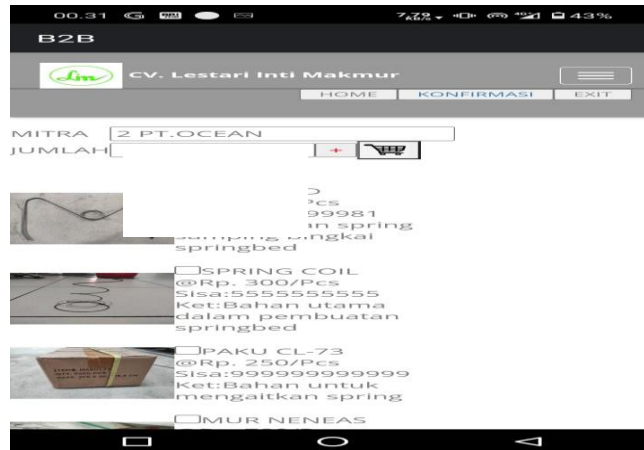 00.31
43%
B2B
Lm CV. Lestari Inti Makmur
HOME KONFIRMASI EXIT
MITRA 2 PT.OCEAN
JUMLAH +
springbed
SPRING COIL
@Rp. 300/Pcs
Sisa:5555555555
Ket:Bahan utama
dalam pembuatan
springbed
PAKU CL-73
@Rp. 250/Pcs
Sisa:999999999999
Ket:Bahan untuk
mengaitkan spring
MUR NENEAS